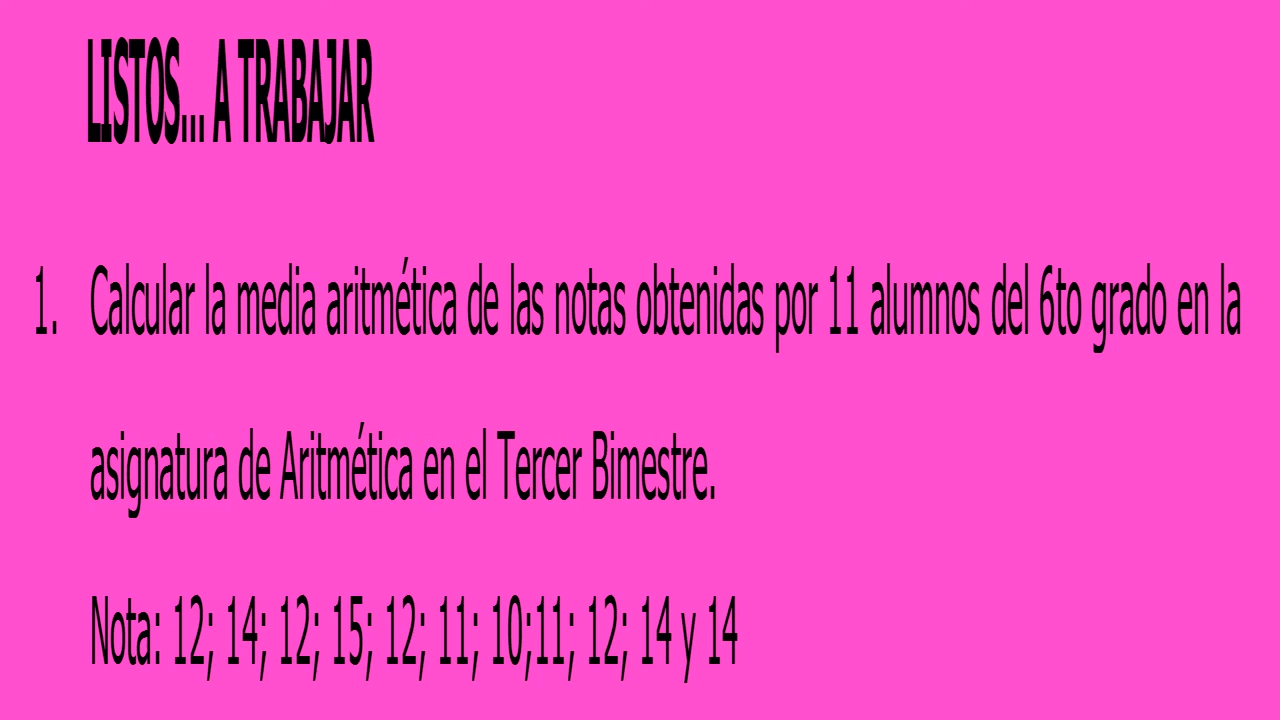 LISTOS... A TRABAJAR
1. Calcular la media aritmética de las notas obtenidas por 11 alumnos del 6to grado en la
asignatura de Aritmética en el Tercer Bimestre.
Nota: 12; 14; 12; 15; 12; 11; 10;11; 12; 14 y 14